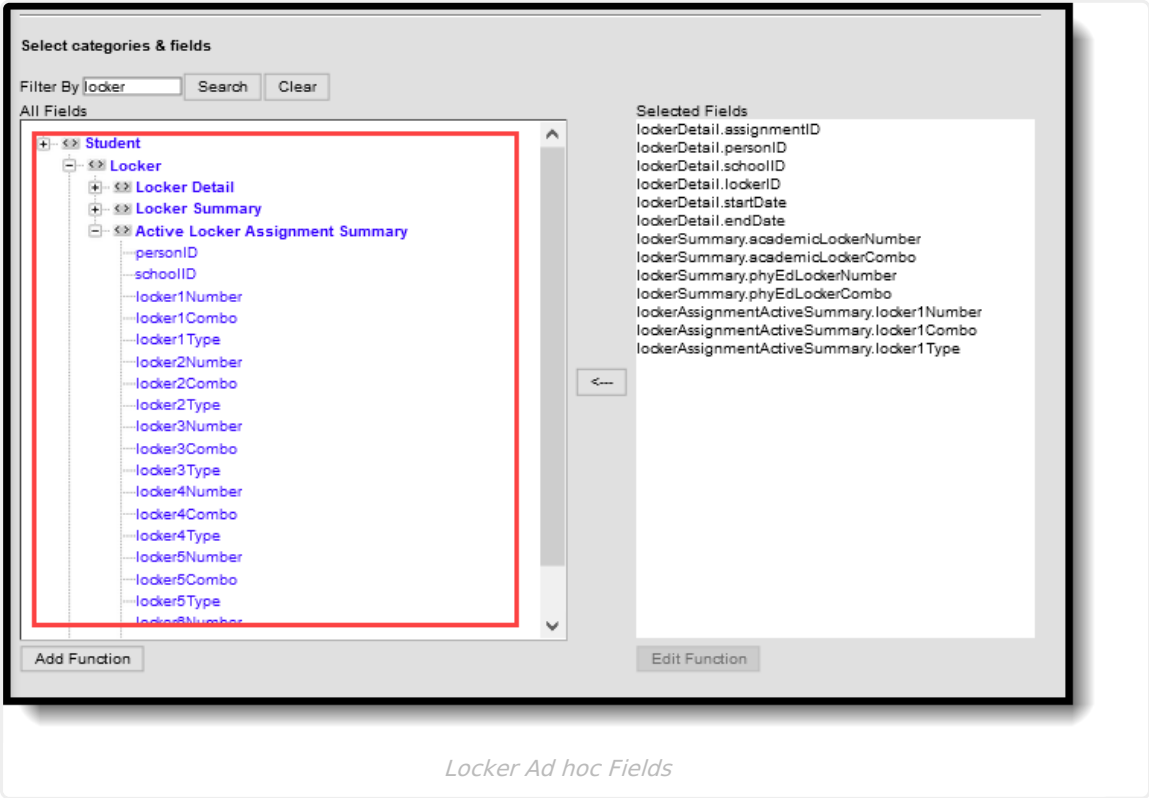 Select categories & fields
Filter By locker Search Clear
All Fields
Student
Locker
Locker Detail
Locker Summary
Active Locker Assignment Summary
personID
schoolID
locker1Number
locker1Combo
locker1Type
locker2Number
locker2Combo
locker2Type
locker3Number
locker3Combo
locker3Type
locker4Number
locker4Combo
locker4Type
locker5Number
locker5Combo
locker5Type
locker6Number
Add Function
<---
Selected Fields
lockerDetail.assignmentID
lockerDetail.personID
lockerDetail.schoolID
lockerDetail.lockerID
lockerDetail.startDate
lockerDetail.endDate
lockerSummary.academicLockerNumber
lockerSummary.academicLockerCombo
lockerSummary.phyEdLockerNumber
lockerSummary.phyEdLockerCombo
lockerAssignmentActiveSummary.locker1Number
lockerAssignmentActiveSummary.locker1Combo
lockerAssignmentActiveSummary.locker1Type
Edit Function
Locker Ad hoc Fields